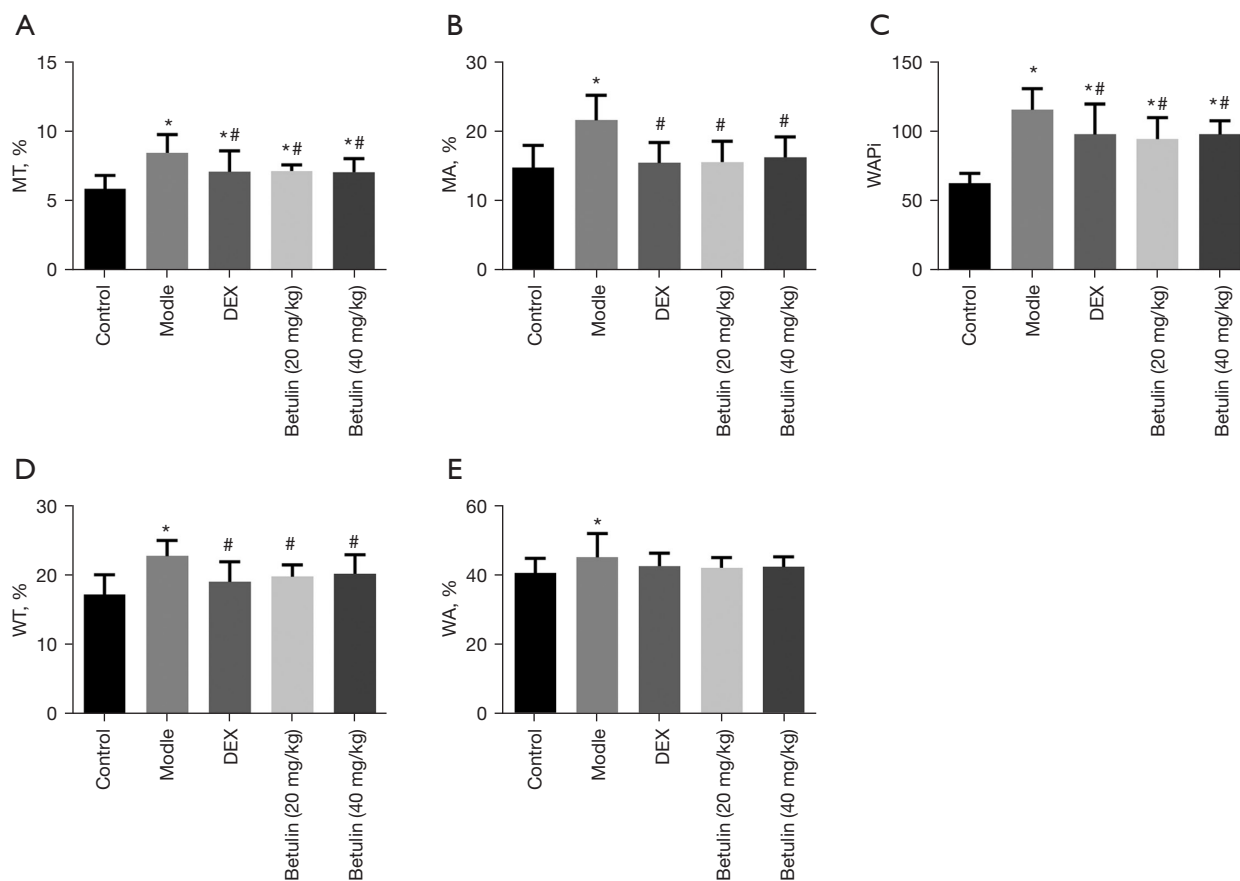 A
MT, %
15
10
5
0
*
*#
*#
*#
Control
Modle
DEX
Betulin (20 mg/kg)
Betulin (40 mg/kg)
B
MA, %
30
20
10
0
*
#
#
#
Control
Modle
DEX
Betulin (20 mg/kg)
Betulin (40 mg/kg)
C
WAPi
150
100
50
0
*
*#
*#
*#
Control
Modle
DEX
Betulin (20 mg/kg)
Betulin (40 mg/kg)
D
WT, %
30
20
10
0
*
#
#
#
Control
Modle
DEX
Betulin (20 mg/kg)
Betulin (40 mg/kg)
E
WA, %
60
40
20
0
*
Control
Modle
DEX
Betulin (20 mg/kg)
Betulin (40 mg/kg)